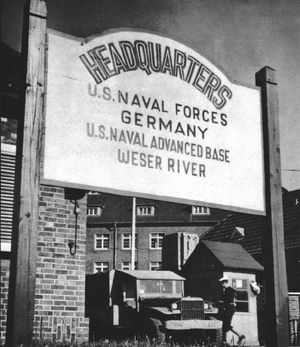 HEADQUARTERS
U.S. NAVAL FORCES
GERMANY
U.S. NAVAL ADVANCED BASE
WESER RIVER